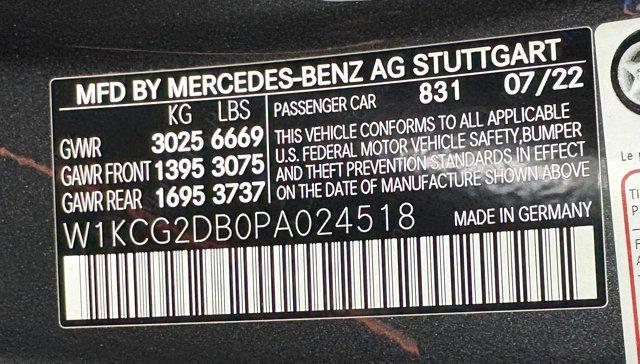 MFD BY MERCEDES-BENZ AG STUTTGART
KG LBS
GVWR 3025 6669
GAWR FRONT 1395 3075
GAWR REAR 1695 3737
PASSENGER CAR 831 07/22
THIS VEHICLE CONFORMS TO ALL APPLICABLE
U.S. FEDERAL MOTOR VEHICLE SAFETY,BUMPER
AND THEFT PREVENTION STANDARDS IN EFFECT
ON THE DATE OF MANUFACTURE SHOWN ABOVE
W1KCG2DB0PA024518 MADE IN GERMANY
Le